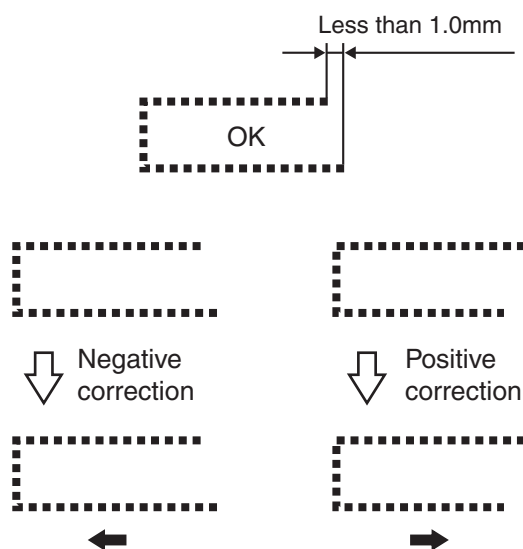 Less than 1.0mm
OK
Negative
correction
Positive
correction